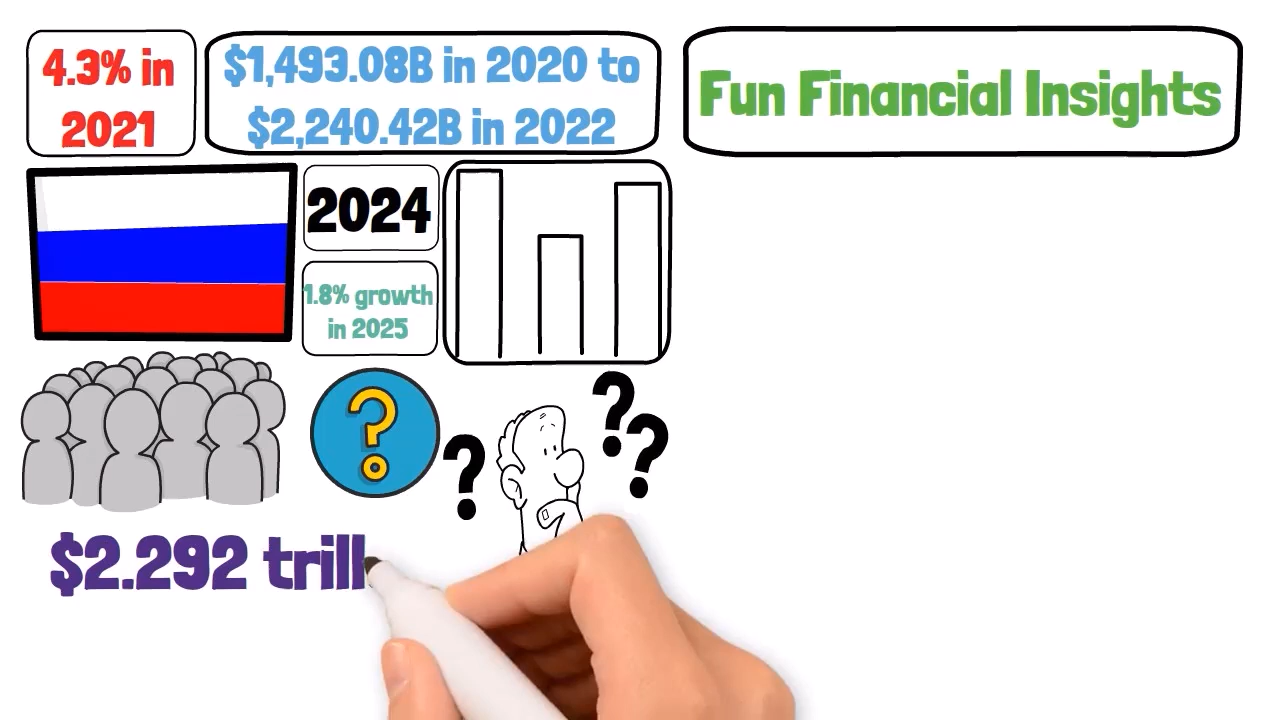 4.3% in
2021
$1,493.08B in 2020 to
$2,240.42B in 2022
Fun Financial Insights
2024
1.8% growth
in 2025
?
?
?
?
$2.292 trill